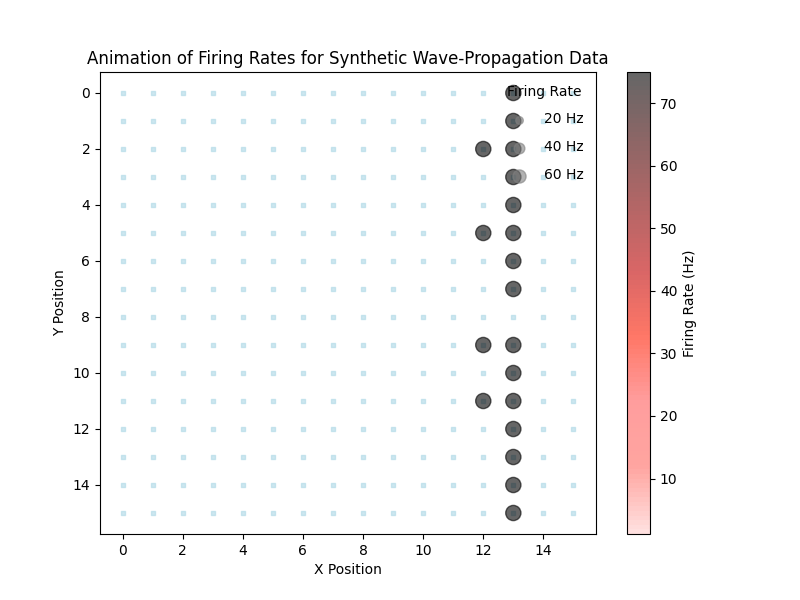 Animation of Firing Rates for Synthetic Wave-Propagation Data
Firing Rate
20 Hz
40 Hz
60 Hz
0
2
4
6
8
10
12
14
Y Position
0
2
4
6
8
10
12
14
X Position
70
60
50
40
30
20
10
Firing Rate (Hz)